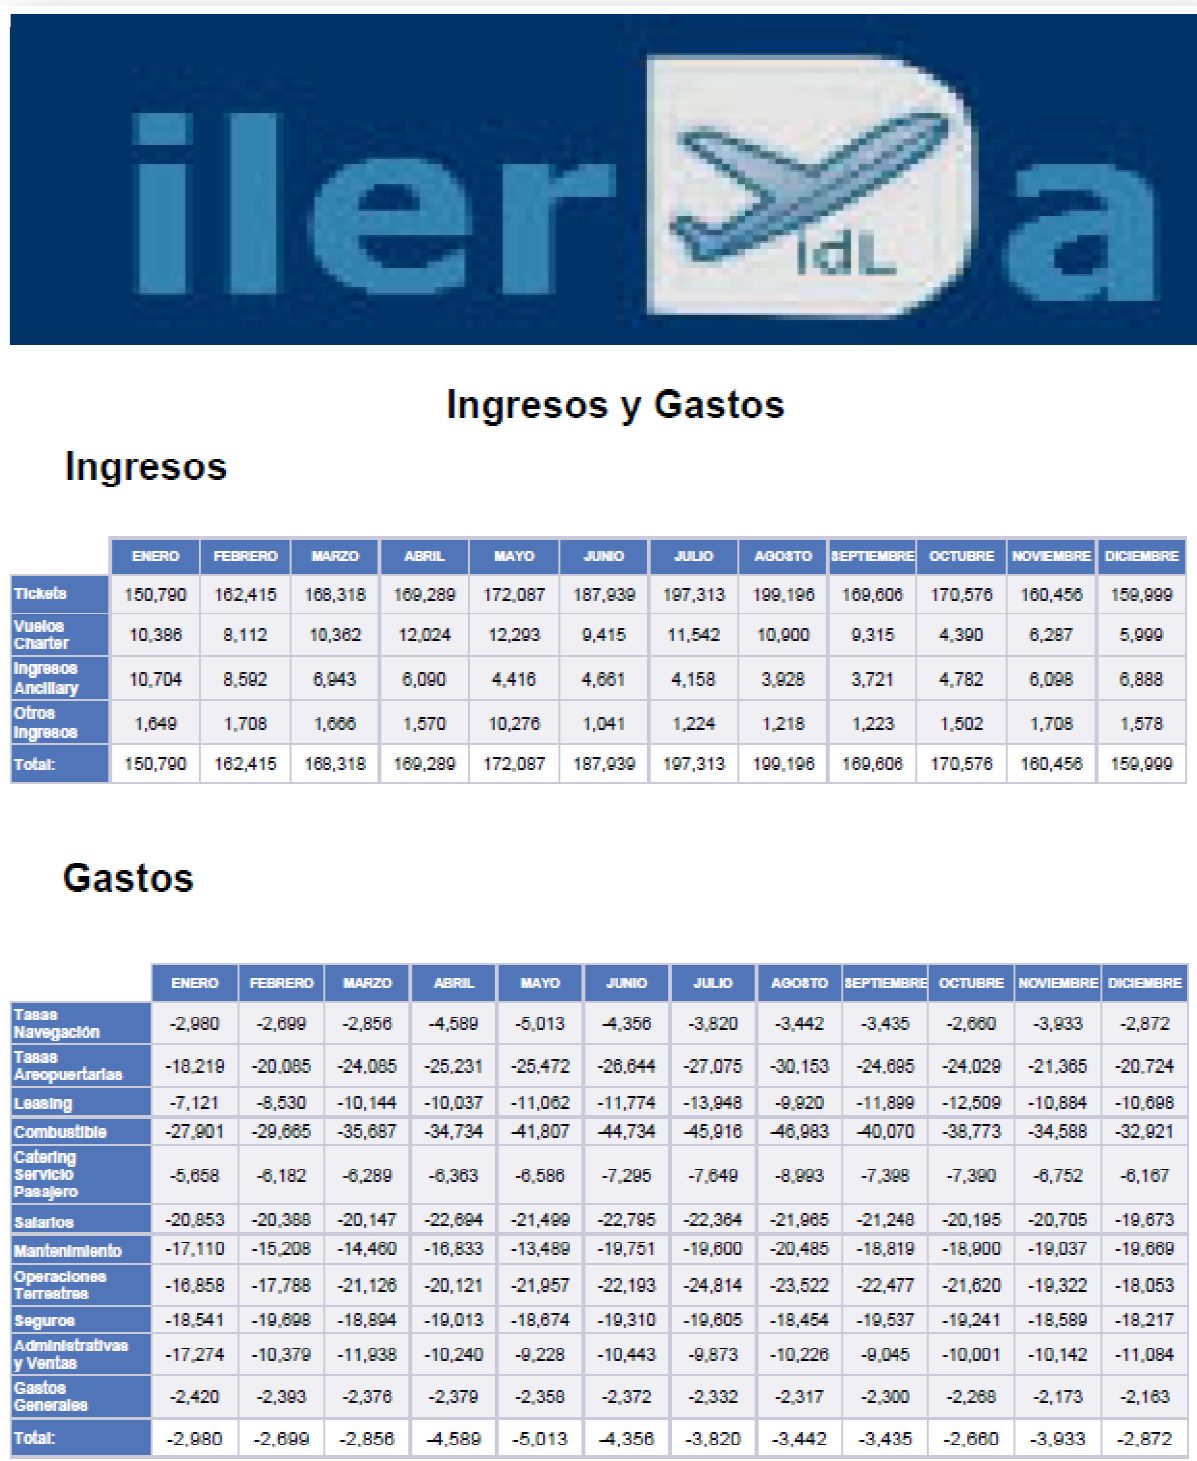 iler a
idL
Ingresos y Gastos
Ingresos
ENERO FEBRERO MARZO ABRIL MAYO JUNIO JULIO AGOSTO SEPTIEMBRE OCTUBRE NOVIEMBRE DICIEMBRE
Tickets 150,790 162,415 168,318 169,289 172,087 187,939 197,313 199,196 169,606 170,576 160,456 159,999
Vuelos
Charter 10,386 8,112 10,362 12,024 12,293 9,415 11,542 10,900 9,315 4,390 6,287 5,999
Ingresos
Ancillary 10,704 8,592 6,943 6,090 4,416 4,661 4,158 3,928 3,721 4,782 6,098 6,888
Otros
Ingresos 1,649 1,708 1,666 1,570 10,276 1,041 1,224 1,218 1,223 1,502 1,708 1,578
Total: 150,790 162,415 168,318 169,289 172,087 187,939 197,313 199,196 169,606 170,576 160,456 159,999
Gastos
ENERO FEBRERO MARZO ABRIL MAYO JUNIO JULIO AGOSTO SEPTIEMBRE OCTUBRE NOVIEMBRE DICIEMBRE
Tasas
Navegación -2,980 -2,699 -2,856 -4,589 -5,013 -4,356 -3,820 -3,442 -3,435 -2,660 -3,933 -2,872
Tasas
Areopuertarias -18,219 -20,085 -24,085 -25,231 -25,472 -26,644 -27,075 -30,153 -24,695 -24,029 -21,365 -20,724
Leasing -7,121 -8,530 -10,144 -10,037 -11,062 -11,774 -13,948 -9,920 -11,899 -12,509 -10,884 -10,698
Combustible -27,901 -29,665 -35,687 -34,734 -41,807 -44,734 -45,916 -46,983 -40,070 -38,773 -34,588 -32,921
Catering
Servicio
Pasajero -5,658 -6,182 -6,289 -6,363 -6,586 -7,295 -7,649 -8,993 -7,398 -7,390 -6,752 -6,167
Salarios -20,853 -20,388 -20,147 -22,694 -21,499 -22,795 -22,364 -21,965 -21,248 -20,195 -20,705 -19,673
Mantenimiento -17,110 -15,208 -14,460 -16,833 -13,489 -19,751 -19,600 -20,485 -18,819 -18,900 -19,037 -19,669
Operaciones
Terrestres -16,858 -17,788 -21,126 -20,121 -21,957 -22,193 -24,814 -23,522 -22,477 -21,620 -19,322 -18,053
Seguros -18,541 -19,698 -18,894 -19,013 -18,674 -19,310 -19,605 -18,454 -19,537 -19,241 -18,589 -18,217
Administrativas
y Ventas -17,274 -10,379 -11,938 -10,240 -9,228 -10,443 -9,873 -10,226 -9,045 -10,001 -10,142 -11,084
Gastos
Generales -2,420 -2,393 -2,376 -2,379 -2,358 -2,372 -2,332 -2,317 -2,300 -2,268 -2,173 -2,163
Total: -2,980 -2,699 -2,856 -4,589 -5,013 -4,356 -3,820 -3,442 -3,435 -2,660 -3,933 -2,872